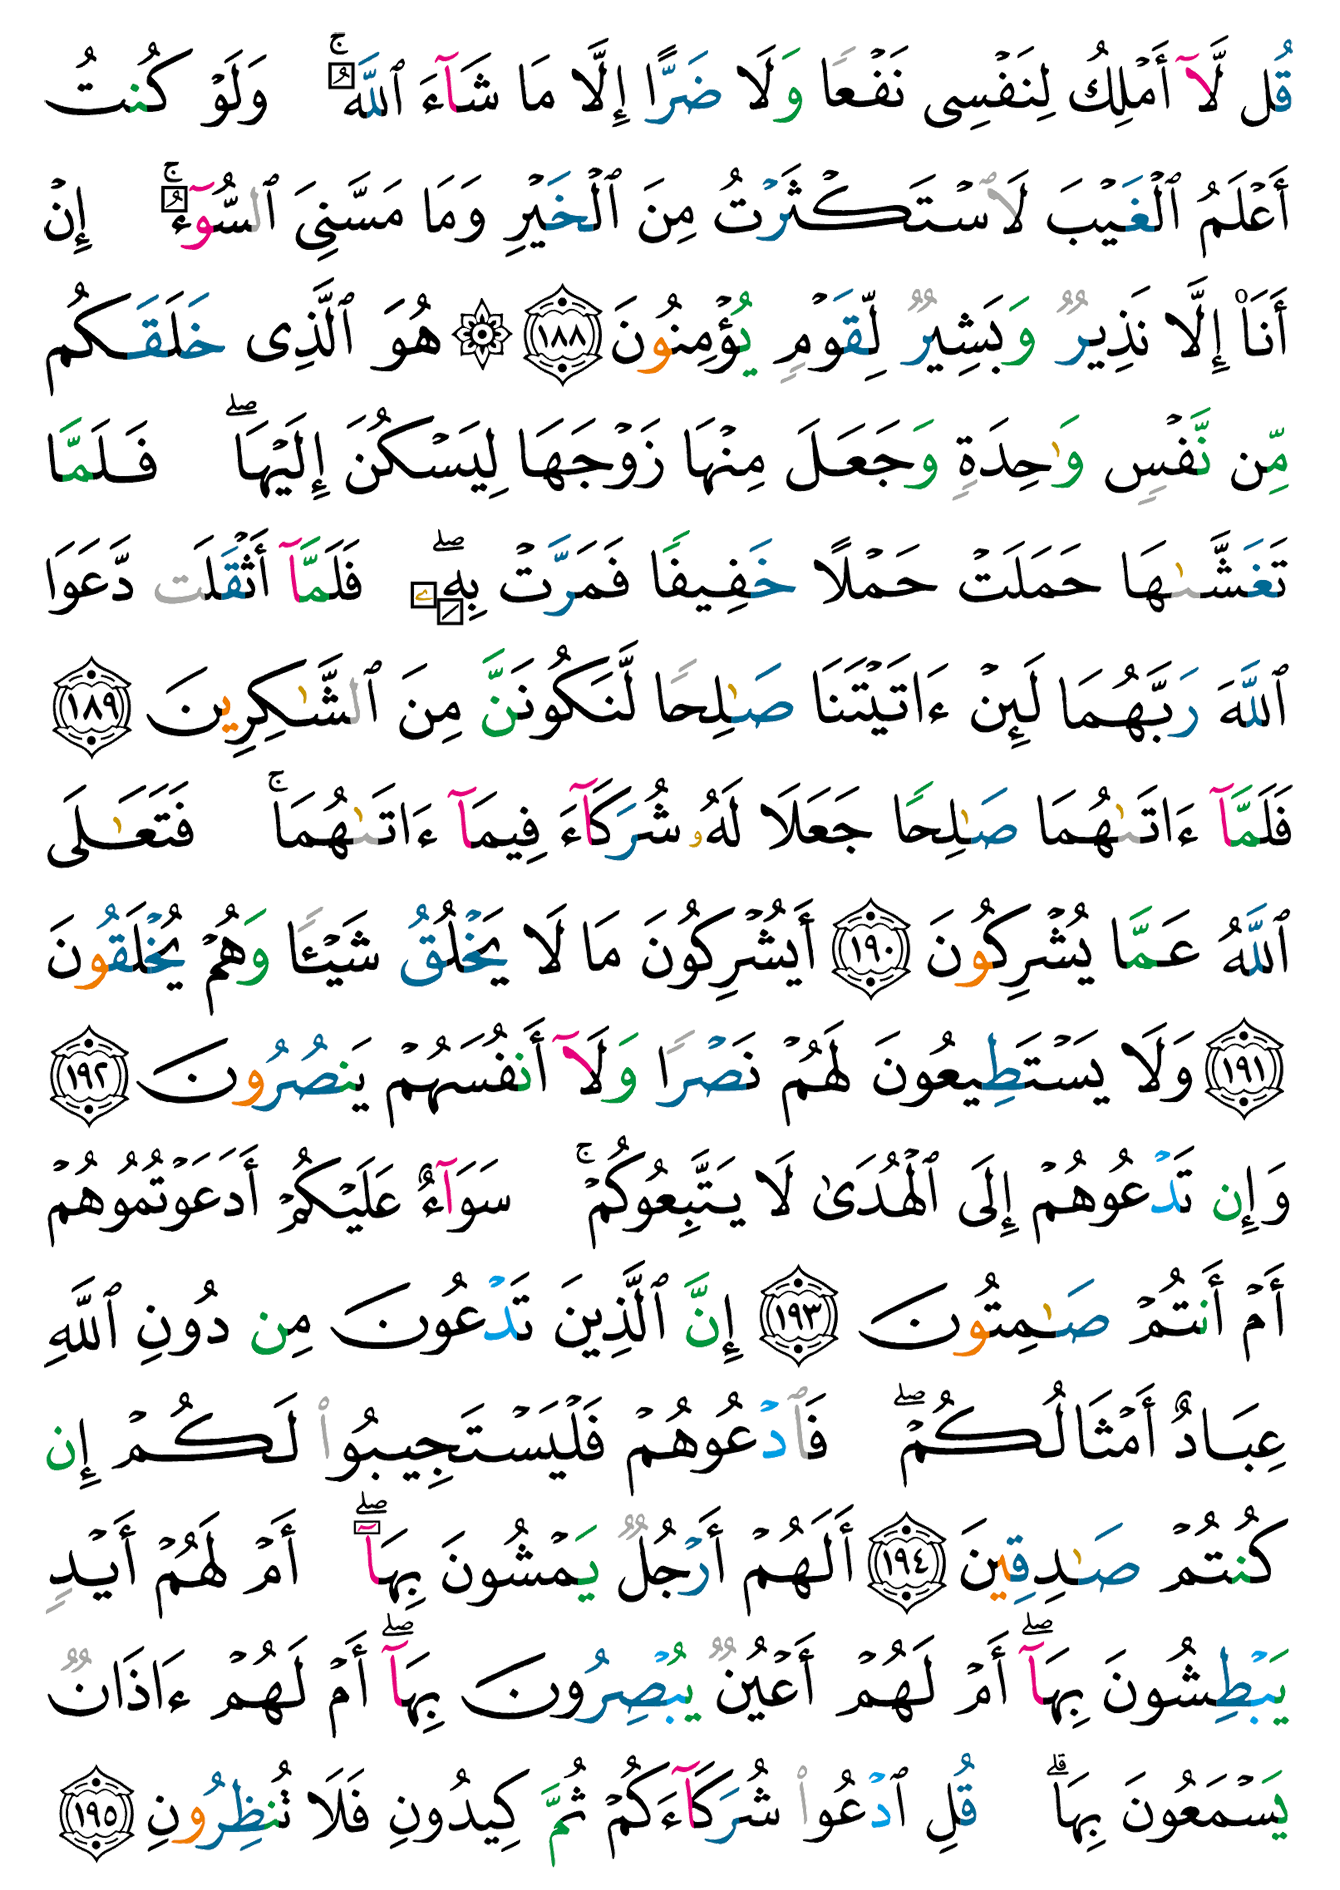 قُل لَّآ أَمْلِكُ لِنَفْسِى نَفْعًا وَلَا ضَرًّا إِلَّا مَا شَآءَ ٱللَّهُ ۚ وَلَوْ كُنتُ
أَعْلَمُ ٱلْغَيْبَ لَٱسْتَكْثَرْتُ مِنَ ٱلْخَيْرِ وَمَا مَسَّنِىَ ٱلسُّوٓءُ ۚ إِنْ
أَنَا۠ إِلَّا نَذِيرٌ وَبَشِيرٌ لِّقَوْمٍ يُؤْمِنُونَ ١٨٨ ۞ هُوَ ٱلَّذِى خَلَقَكُم
مِّن نَّفْسٍ وَٰحِدَةٍ وَجَعَلَ مِنْهَا زَوْجَهَا لِيَسْكُنَ إِلَيْهَا ۖ فَلَمَّا
تَغَشَّىٰهَا حَمَلَتْ حَمْلًا خَفِيفًا فَمَرَّتْ بِهِۦ ۖ فَلَمَّآ أَثْقَلَت دَّعَوَا
ٱللَّهَ رَبَّهُمَا لَئِنْ ءَاتَيْتَنَا صَـٰلِحًا لَّنَكُونَنَّ مِنَ ٱلشَّـٰكِرِينَ ١٨٩
فَلَمَّآ ءَاتَىٰهُمَا صَـٰلِحًا جَعَلَا لَهُۥ شُرَكَآءَ فِيمَآ ءَاتَىٰهُمَا ۚ فَتَعَـٰلَى
ٱللَّهُ عَمَّا يُشْرِكُونَ ١٩٠ أَيُشْرِكُونَ مَا لَا يَخْلُقُ شَيْـًٔا وَهُمْ يُخْلَقُونَ
١٩١ وَلَا يَسْتَطِيعُونَ لَهُمْ نَصْرًا وَلَآ أَنفُسَهُمْ يَنصُرُونَ ١٩٢
وَإِن تَدْعُوهُمْ إِلَى ٱلْهُدَىٰ لَا يَتَّبِعُوكُمْ ۚ سَوَآءٌ عَلَيْكُمْ أَدَعَوْتُمُوهُمْ
أَمْ أَنتُمْ صَـٰمِتُونَ ١٩٣ إِنَّ ٱلَّذِينَ تَدْعُونَ مِن دُونِ ٱللَّهِ
عِبَادٌ أَمْثَالُكُمْ ۖ فَٱدْعُوهُمْ فَلْيَسْتَجِيبُوا۟ لَكُمْ إِن
كُنتُمْ صَـٰدِقِينَ ١٩٤ أَلَهُمْ أَرْجُلٌ يَمْشُونَ بِهَآ ۖ أَمْ لَهُمْ أَيْدٍ
يَبْطِشُونَ بِهَآ ۖ أَمْ لَهُمْ أَعْيُنٌ يُبْصِرُونَ بِهَآ ۖ أَمْ لَهُمْ ءَاذَانٌ
يَسْمَعُونَ بِهَا ۗ قُلِ ٱدْعُوا۟ شُرَكَآءَكُمْ ثُمَّ كِيدُونِ فَلَا تُنظِرُونِ ١٩٥